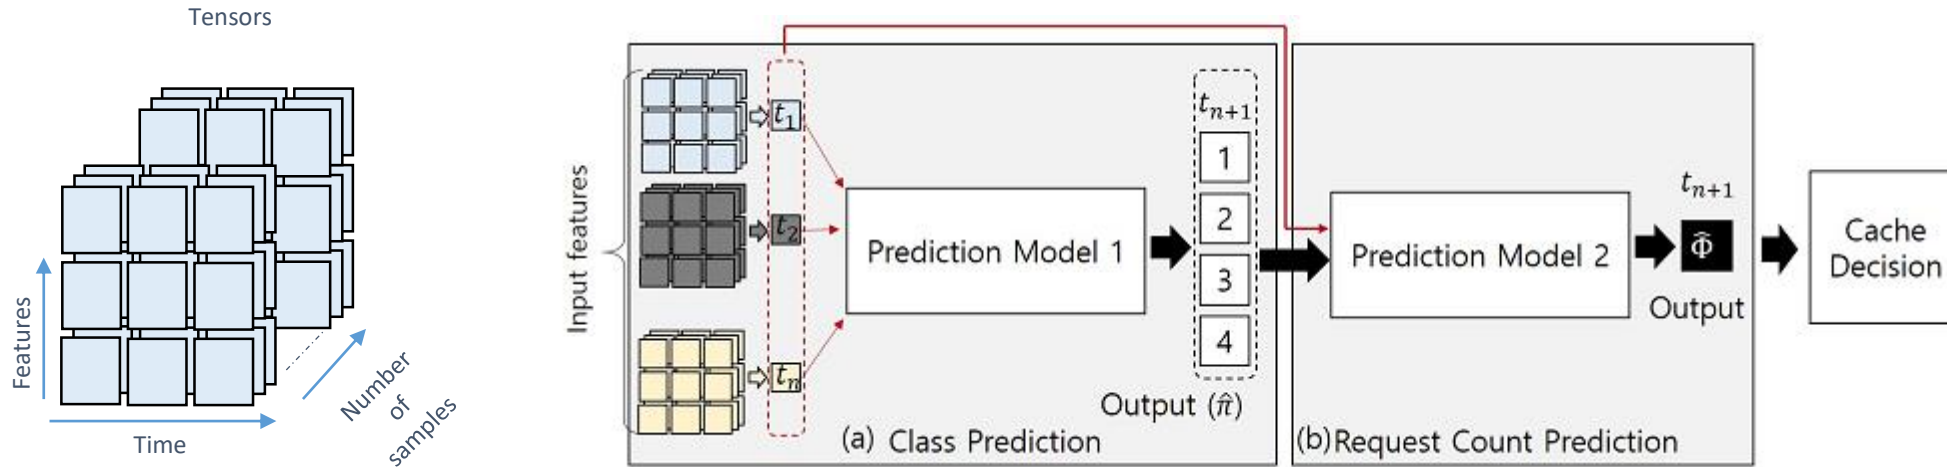 Tensors
Features
Time
Number
of
samples
Input features
t₁
t₂
tₙ
Prediction Model 1
tₙ₊₁
1
2
3
4
Output (π̂)
(a) Class Prediction
Prediction Model 2
tₙ₊₁
Φ̂
Output
(b) Request Count Prediction
Cache
Decision